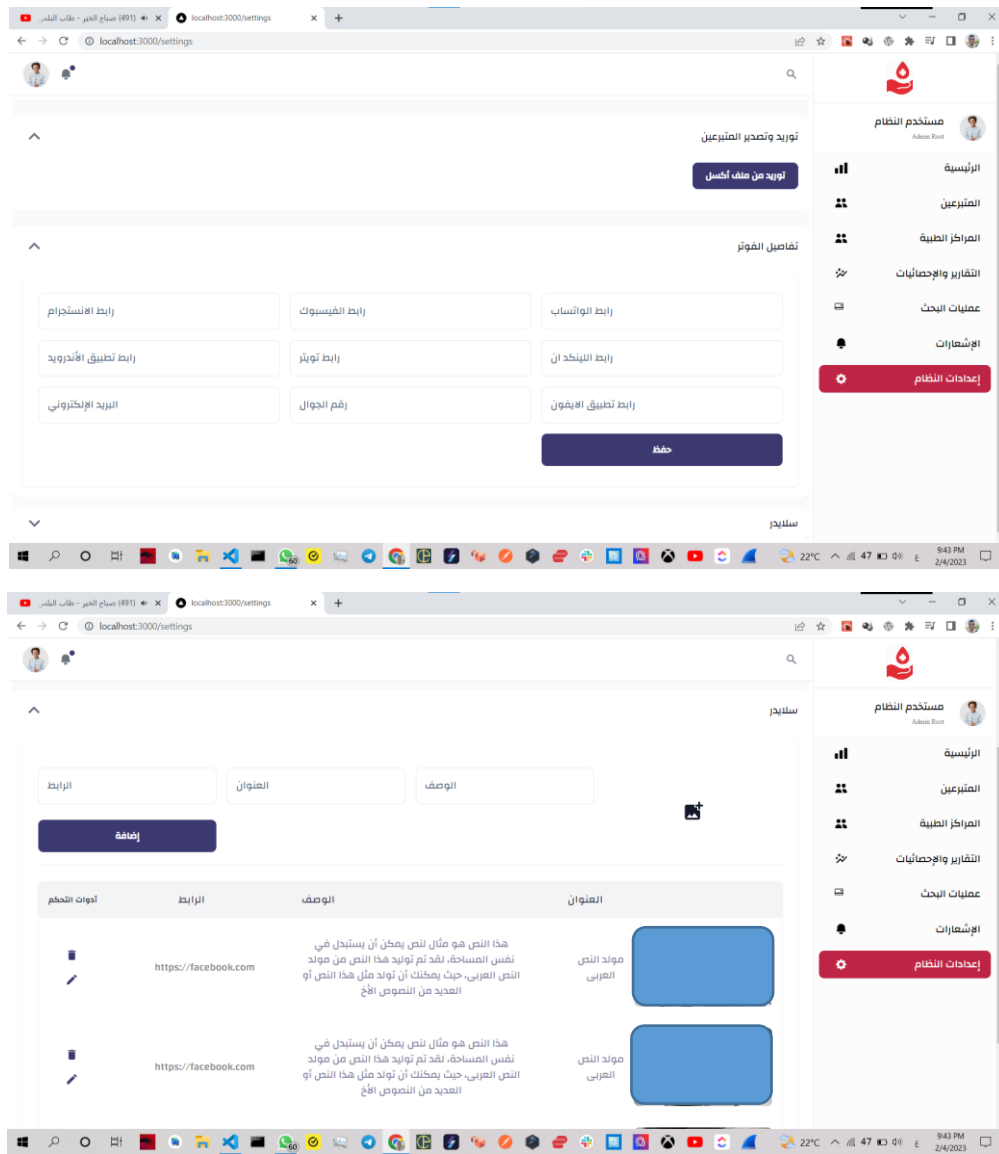 (491) صباح الخير - طاب البلس
localhost:3000/settings
localhost:3000/settings
مستخدم النظام
Admin Root
الرئيسية
المتبرعين
المراكز الطبية
التقارير والإحصائيات
عمليات البحث
الإشعارات
إعدادات النظام
توريد وتصدير المتبرعين
توريد من ملف أكسل
تفاصيل الفوتر
رابط الواتساب رابط الفيسبوك رابط الانستجرام
رابط اللينكد ان رابط تويتر رابط تطبيق الأندرويد
رابط تطبيق الايفون رقم الجوال البريد الإلكتروني
حفظ
سلايدر
60
22°C
47
ع
9:43 PM
2/4/2023
(491) صباح الخير - طاب البلس
localhost:3000/settings
localhost:3000/settings
مستخدم النظام
Admin Root
الرئيسية
المتبرعين
المراكز الطبية
التقارير والإحصائيات
عمليات البحث
الإشعارات
إعدادات النظام
سلايدر
الوصف العنوان الرابط
إضافة
العنوان الوصف الرابط أدوات التحكم
مولد النص
العربى
هذا النص هو مثال لنص يمكن أن يستبدل في
نفس المساحة، لقد تم توليد هذا النص من مولد
النص العربى، حيث يمكنك أن تولد مثل هذا النص أو
العديد من النصوص الأخ
https://facebook.com
مولد النص
العربى
هذا النص هو مثال لنص يمكن أن يستبدل في
نفس المساحة، لقد تم توليد هذا النص من مولد
النص العربى، حيث يمكنك أن تولد مثل هذا النص أو
العديد من النصوص الأخ
https://facebook.com
60
22°C
47
ع
9:43 PM
2/4/2023